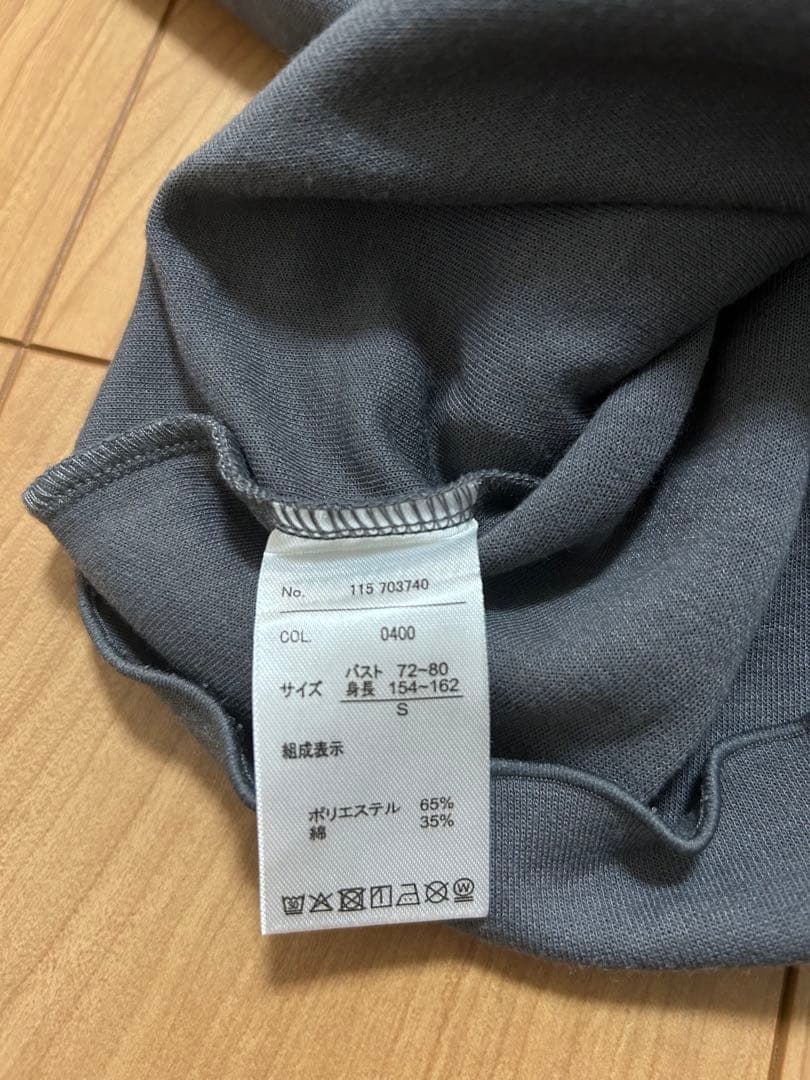 No. 115 703740
COL. 0400
サイズ バスト 72~80
身長 154~162
S
組成表示
ポリエステル 65%
綿 35%